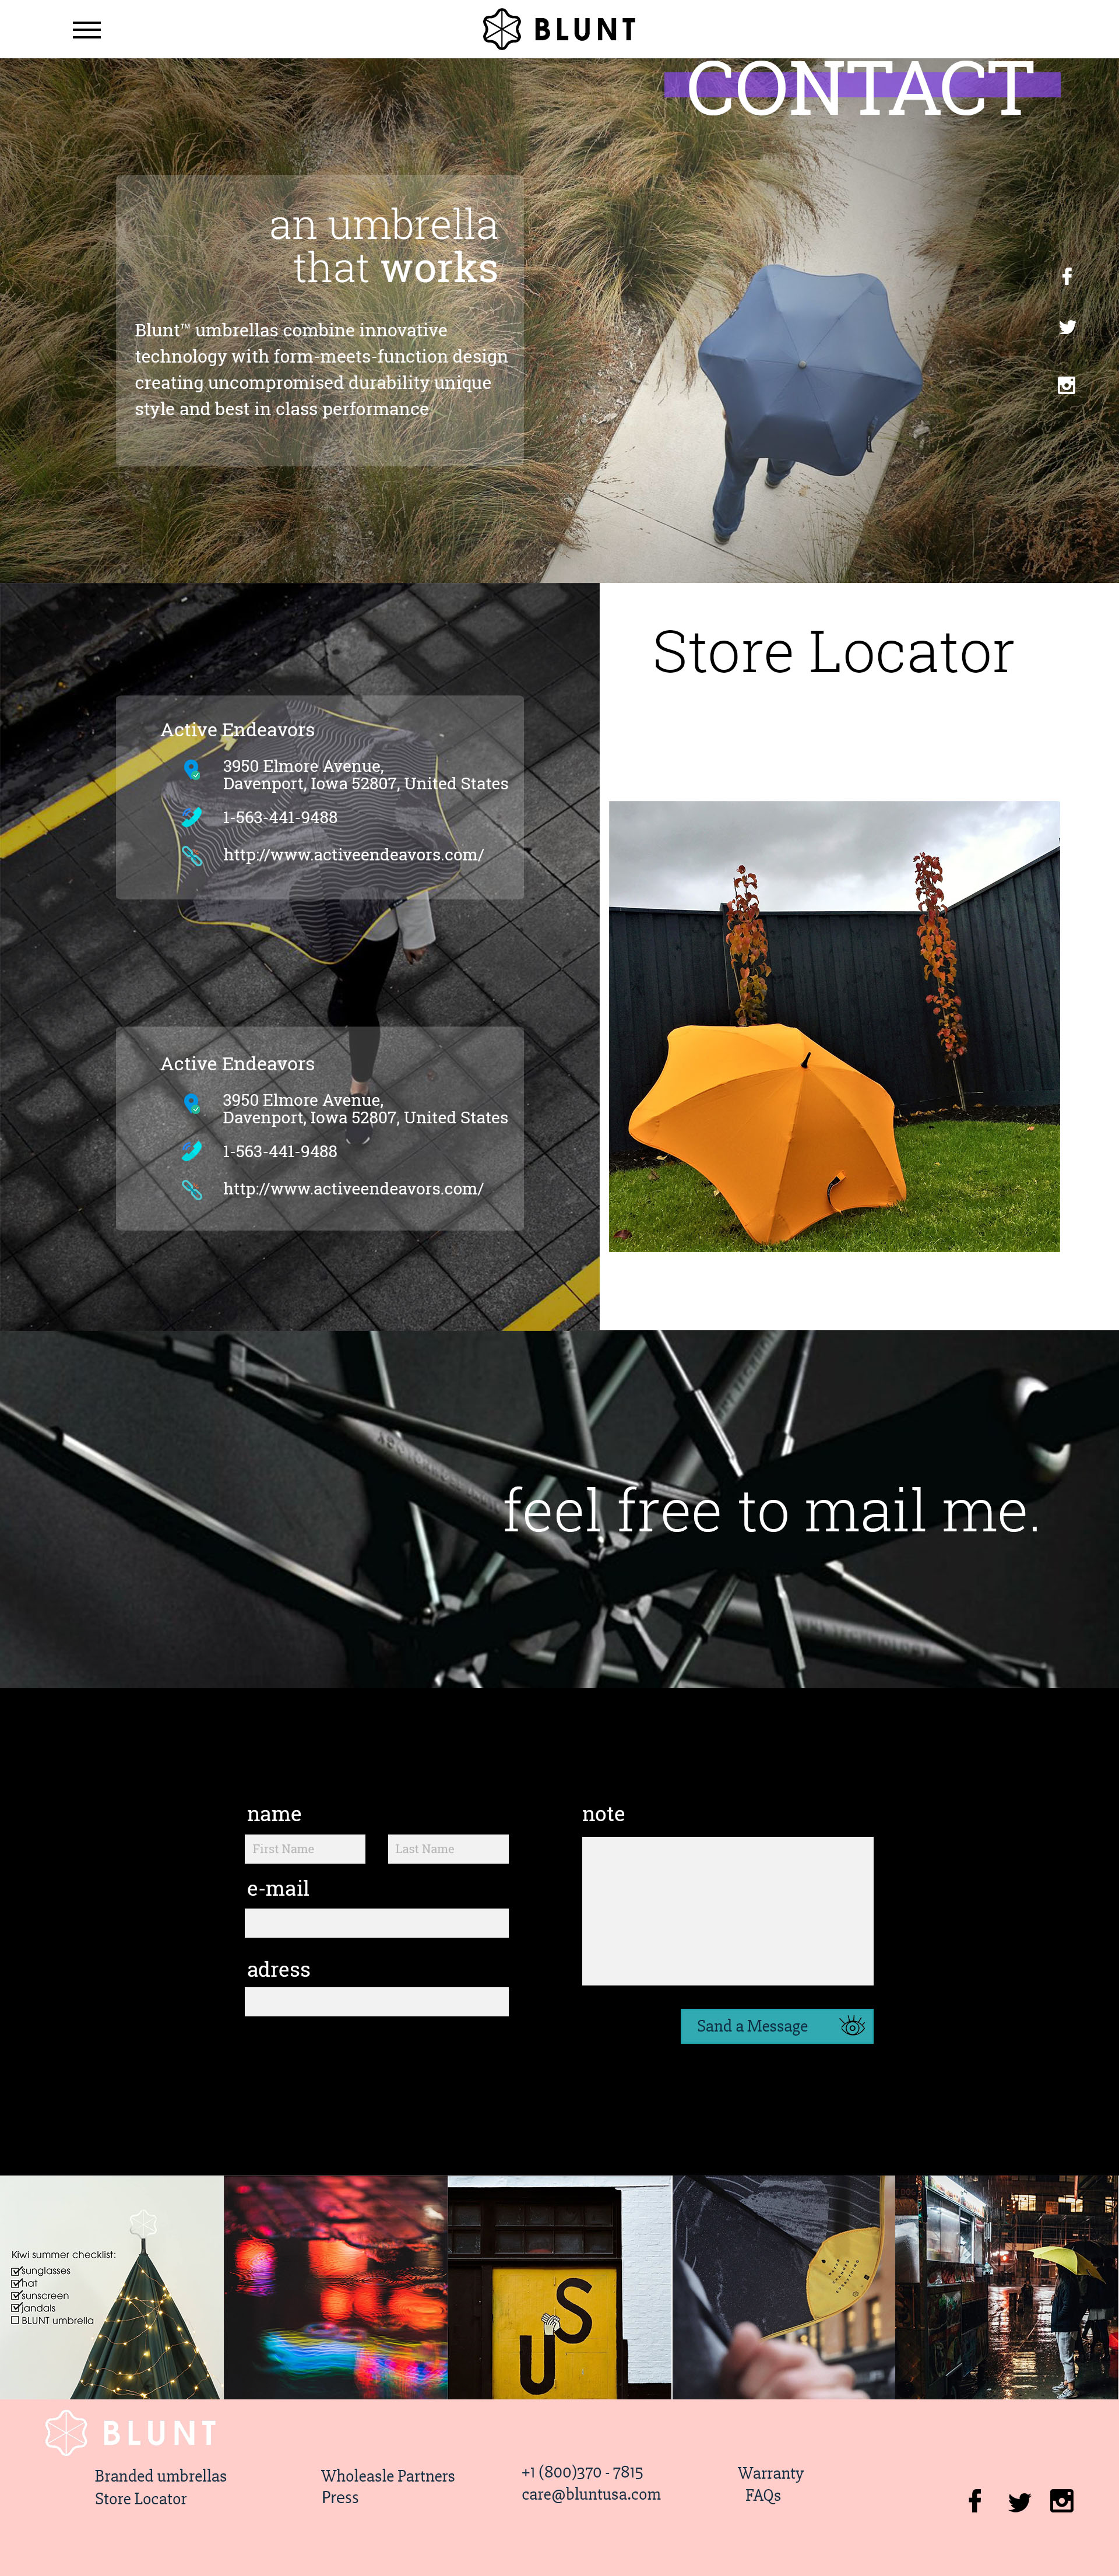 BLUNT
CONTACT
an umbrella
that works
Blunt™ umbrellas combine innovative
technology with form-meets-function design
creating uncompromised durability unique
style and best in class performance
Store Locator
Active Endeavors
3950 Elmore Avenue,
Davenport, Iowa 52807, United States
1-563-441-9488
http://www.activeendeavors.com/
Active Endeavors
3950 Elmore Avenue,
Davenport, Iowa 52807, United States
1-563-441-9488
http://www.activeendeavors.com/
feel free to mail me.
name
First Name
Last Name
e-mail
adress
note
Sand a Message
Kiwi summer checklist:
sunglasses
hat
sunscreen
jandals
BLUNT umbrella
US
BLUNT
Branded umbrellas
Store Locator
Wholeasle Partners
Press
+1 (800)370 - 7815
care@bluntusa.com
Warranty
FAQs